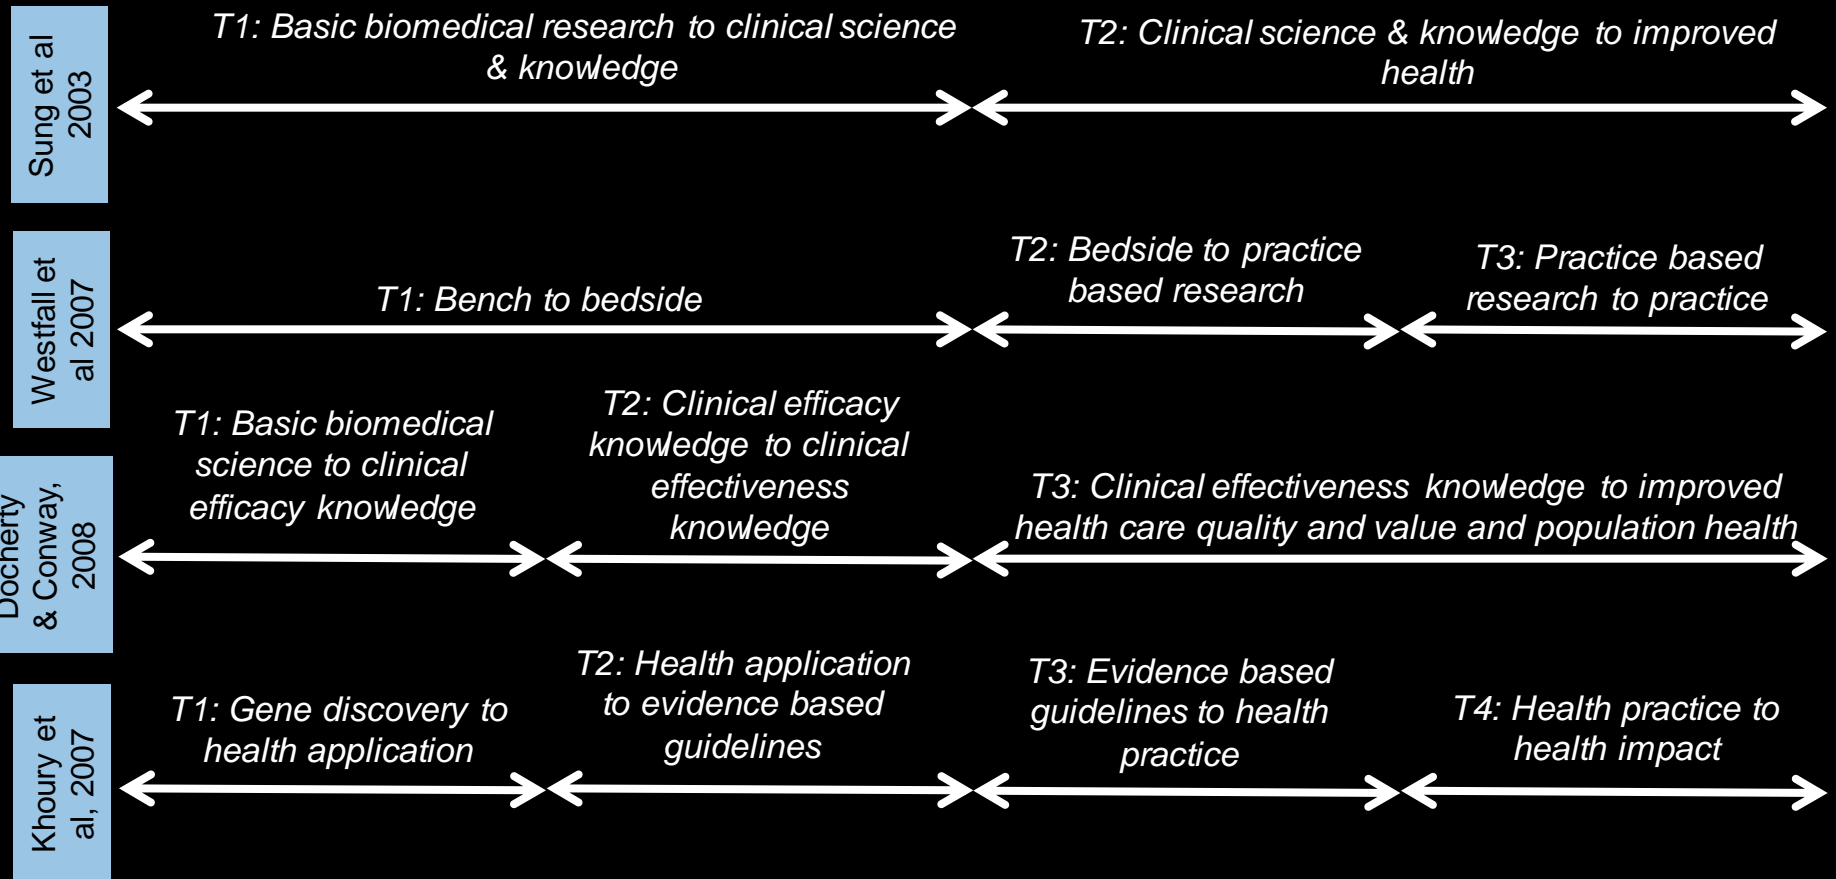 Sung et al
2003
T1: Basic biomedical research to clinical science
& knowledge
T2: Clinical science & knowledge to improved
health
Westfall et
al 2007
T1: Bench to bedside
T2: Bedside to practice
based research
T3: Practice based
research to practice
Docherty
& Conway,
2008
T1: Basic biomedical
science to clinical
efficacy knowledge
T2: Clinical efficacy
knowledge to clinical
effectiveness
knowledge
T3: Clinical effectiveness knowledge to improved
health care quality and value and population health
Khoury et
al, 2007
T1: Gene discovery to
health application
T2: Health application
to evidence based
guidelines
T3: Evidence based
guidelines to health
practice
T4: Health practice to
health impact